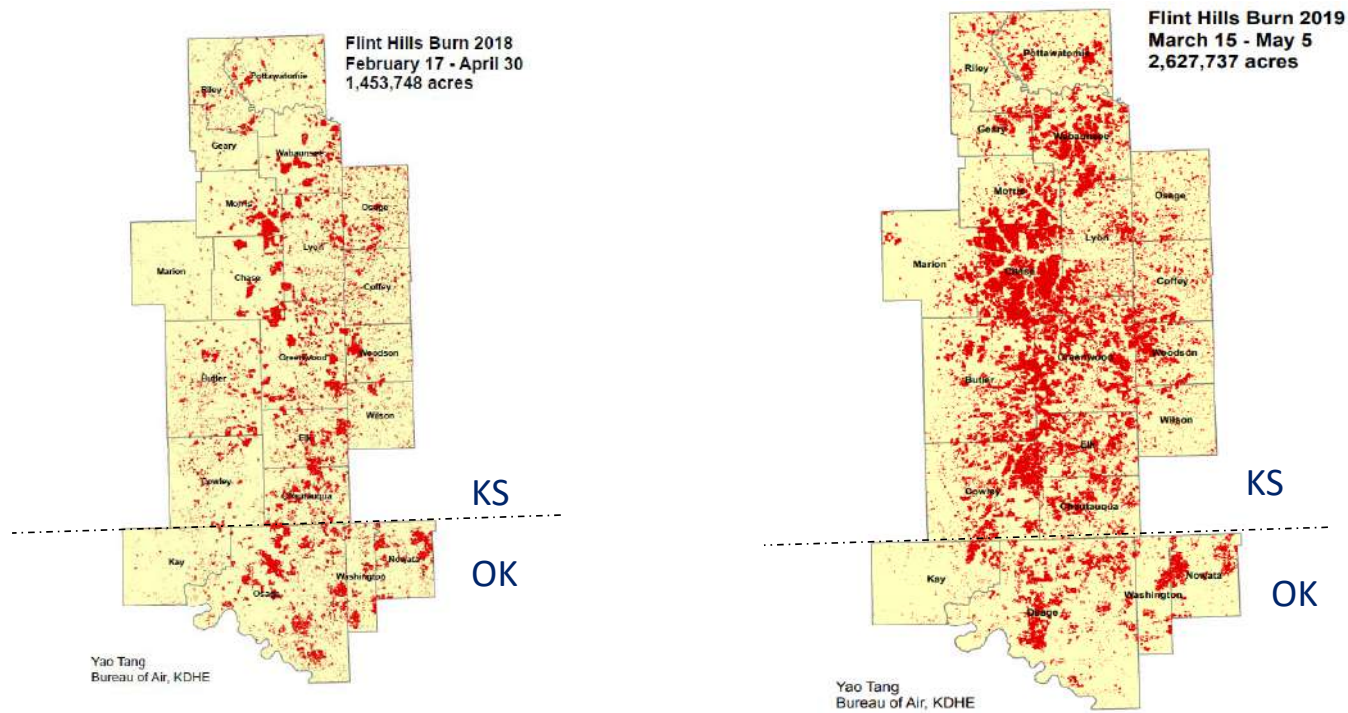 Flint Hills Burn 2018
February 17 - April 30
1,453,748 acres
Pottawatomie
Riley
Geary
Wabaunsee
Morris
Osage
Lyon
Marion
Chase
Coffey
Greenwood
Woodson
Butler
Wilson
Elk
Cowley
Chautauqua
KS
Kay
Nowata
Washington
OK
Osage
Yao Tang
Bureau of Air, KDHE
Flint Hills Burn 2019
March 15 - May 5
2,627,737 acres
Pottawatomie
Riley
Geary
Wabaunsee
Morris
Osage
Lyon
Marion
Chase
Coffey
Greenwood
Woodson
Butler
Wilson
Elk
Cowley
Chautauqua
KS
Kay
Nowata
Washington
OK
Osage
Yao Tang
Bureau of Air, KDHE